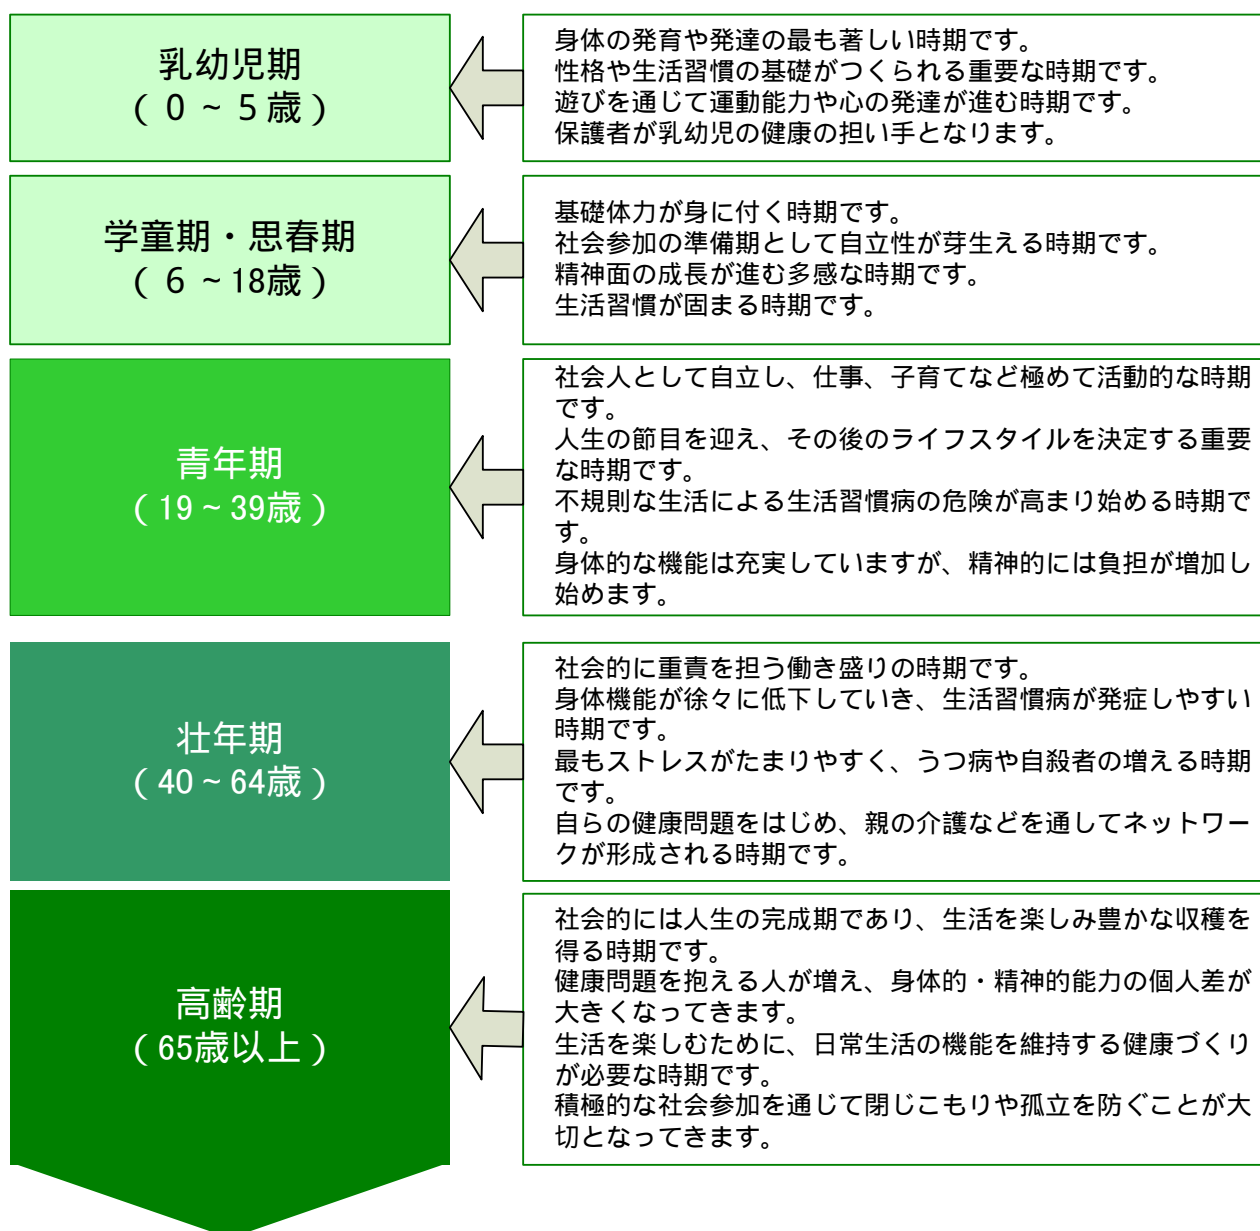 乳幼児期
（０～５歳）
身体の発育や発達の最も著しい時期です。
性格や生活習慣の基礎がつくられる重要な時期です。
遊びを通じて運動能力や心の発達が進む時期です。
保護者が乳幼児の健康の担い手となります。
学童期・思春期
（６～18歳）
基礎体力が身に付く時期です。
社会参加の準備期として自立性が芽生える時期です。
精神面の成長が進む多感な時期です。
生活習慣が固まる時期です。
青年期
（19～39歳）
社会人として自立し、仕事、子育てなど極めて活動的な時期
です。
人生の節目を迎え、その後のライフスタイルを決定する重要
な時期です。
不規則な生活による生活習慣病の危険が高まり始める時期で
す。
身体的な機能は充実していますが、精神的には負担が増加し
始めます。
壮年期
（40～64歳）
社会的に重責を担う働き盛りの時期です。
身体機能が徐々に低下していき、生活習慣病が発症しやすい
時期です。
最もストレスがたまりやすく、うつ病や自殺者の増える時期
です。
自らの健康問題をはじめ、親の介護などを通してネットワー
クが形成される時期です。
高齢期
（65歳以上）
社会的には人生の完成期であり、生活を楽しみ豊かな収穫を
得る時期です。
健康問題を抱える人が増え、身体的・精神的能力の個人差が
大きくなってきます。
生活を楽しむために、日常生活の機能を維持する健康づくり
が必要な時期です。
積極的な社会参加を通じて閉じこもりや孤立を防ぐことが大
切となってきます。